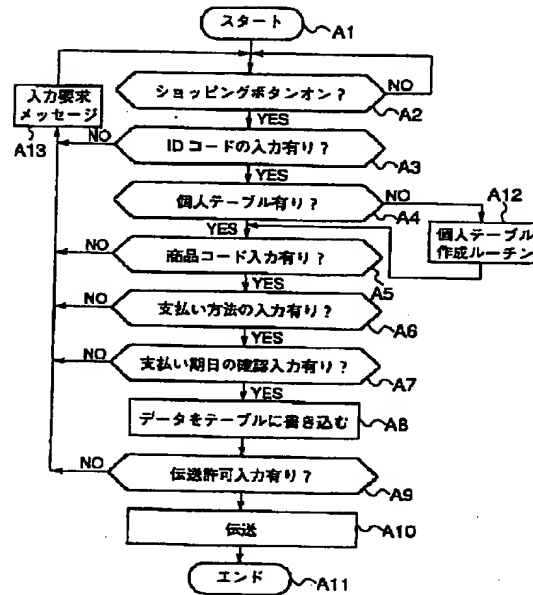 スタート
A1
ショッピングボタンオン?
NO
A2
入力要求
メッセージ
A13
YES
NO
IDコードの入力有り?
A3
YES
個人テーブル有り?
NO
A4
A12
個人テーブル
作成ルーチン
YES
NO
商品コード入力有り?
A5
YES
NO
支払い方法の入力有り?
A6
YES
NO
支払い期日の確認入力有り?
A7
YES
データをテーブルに書き込む
A8
NO
伝送許可入力有り?
A9
伝送
A10
エンド
A11